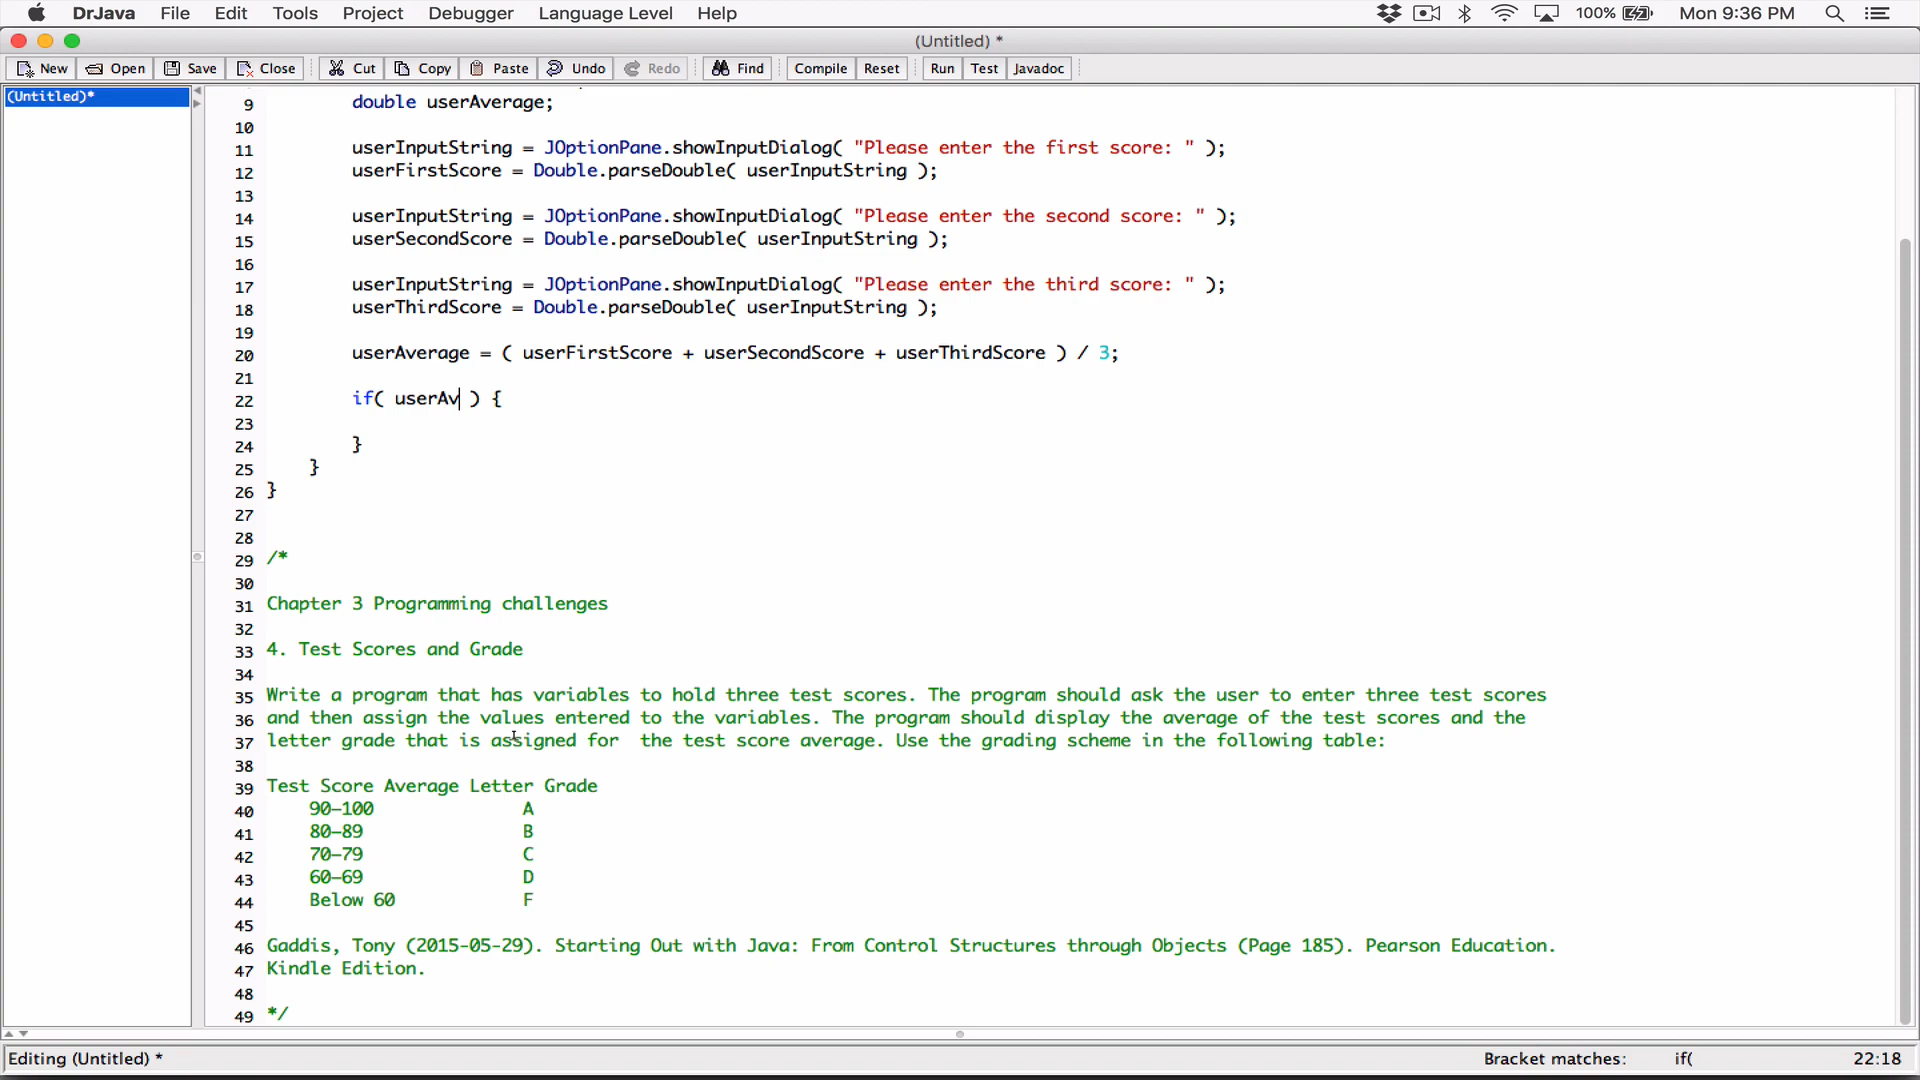 DrJava File Edit Tools Project Debugger Language Level Help 100% Mon 9:36 PM
(Untitled) *
New Open Save Close Cut Copy Paste Undo Redo Find Compile Reset Run Test Javadoc
(Untitled)*
9 double userAverage;
10
11 userInputString = JOptionPane.showInputDialog( "Please enter the first score: " );
12 userFirstScore = Double.parseDouble( userInputString );
13
14 userInputString = JOptionPane.showInputDialog( "Please enter the second score: " );
15 userSecondScore = Double.parseDouble( userInputString );
16
17 userInputString = JOptionPane.showInputDialog( "Please enter the third score: " );
18 userThirdScore = Double.parseDouble( userInputString );
19
20 userAverage = ( userFirstScore + userSecondScore + userThirdScore ) / 3;
21
22 if( userAv ) {
23
24 }
25 }
26 }
27
28
29 /*
30
31 Chapter 3 Programming challenges
32
33 4. Test Scores and Grade
34
35 Write a program that has variables to hold three test scores. The program should ask the user to enter three test scores
36 and then assign the values entered to the variables. The program should display the average of the test scores and the
37 letter grade that is assigned for  the test score average. Use the grading scheme in the following table:
38
39 Test Score Average Letter Grade
40 90–100 A
41 80–89 B
42 70–79 C
43 60–69 D
44 Below 60 F
45
46 Gaddis, Tony (2015-05-29). Starting Out with Java: From Control Structures through Objects (Page 185). Pearson Education.
47 Kindle Edition.
48
49 */
Editing (Untitled) * Bracket matches: if( 22:18